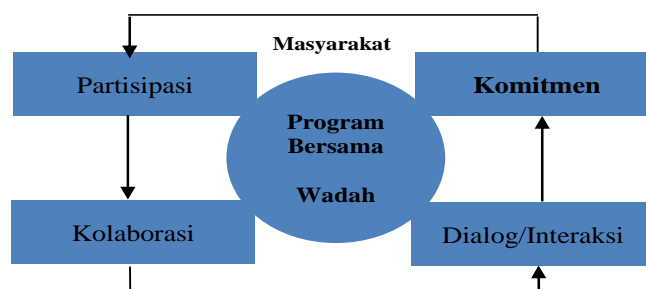 Masyarakat
Partisipasi
Komitmen
Program
Bersama
Wadah
Kolaborasi
Dialog/Interaksi